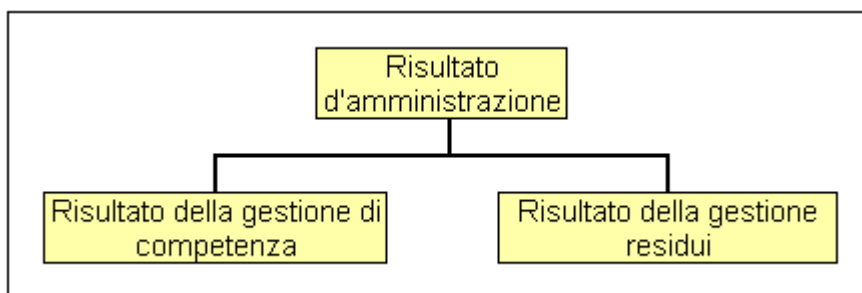 Risultato
d'amministrazione
Risultato della gestione di
competenza
Risultato della gestione
residui